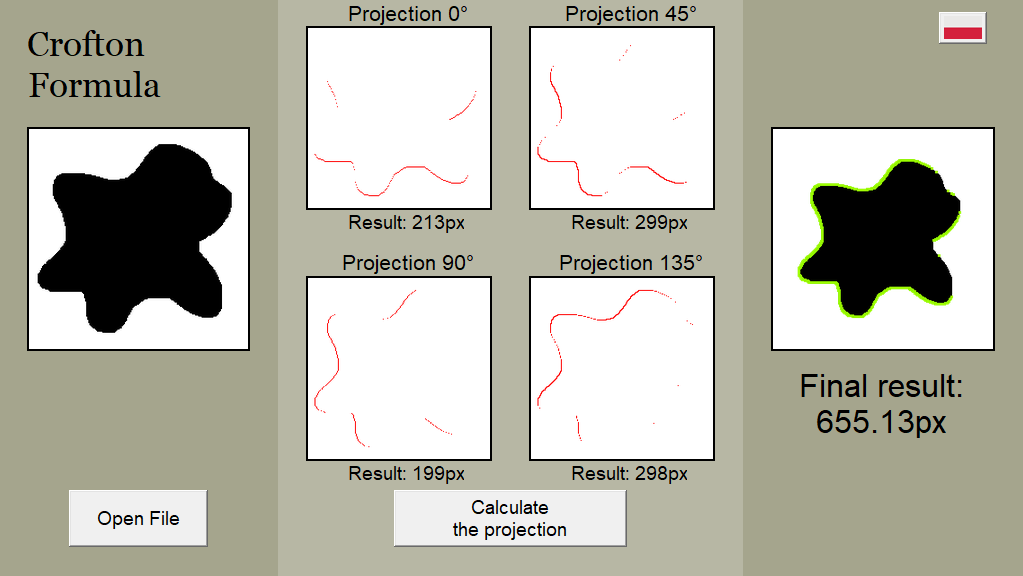 Crofton
Formula
Projection 0°
Result: 213px
Projection 45°
Result: 299px
Projection 90°
Result: 199px
Projection 135°
Result: 298px
Final result:
655.13px
Open File
Calculate
the projection